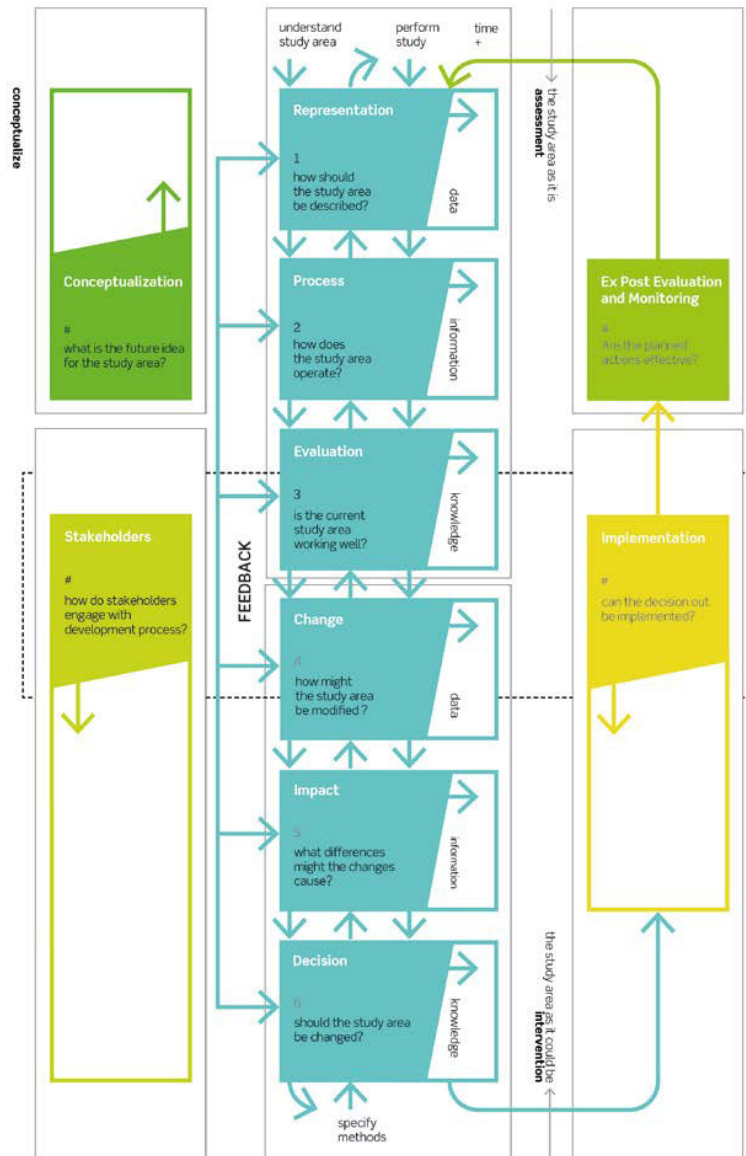 understand
study area
perform
study
time
+
conceptualize
the study area as it is
assessment
Representation
1
how should
the study area
be described?
data
Conceptualization
#
what is the future idea
for the study area?
Process
2
how does
the study area
operate?
information
Ex Post Evaluation
and Monitoring
#
Are the planned
actions effective?
Evaluation
3
is the current
study area
working well?
knowledge
Stakeholders
#
how do stakeholders
engage with
development process?
FEEDBACK
Implementation
#
can the decision out
be implemented?
Change
4
how might
the study area
be modified ?
data
Impact
5
what differences
might the changes
cause?
information
Decision
6
should the study area
be changed?
knowledge
the study area as it could be
intervention
specify
methods